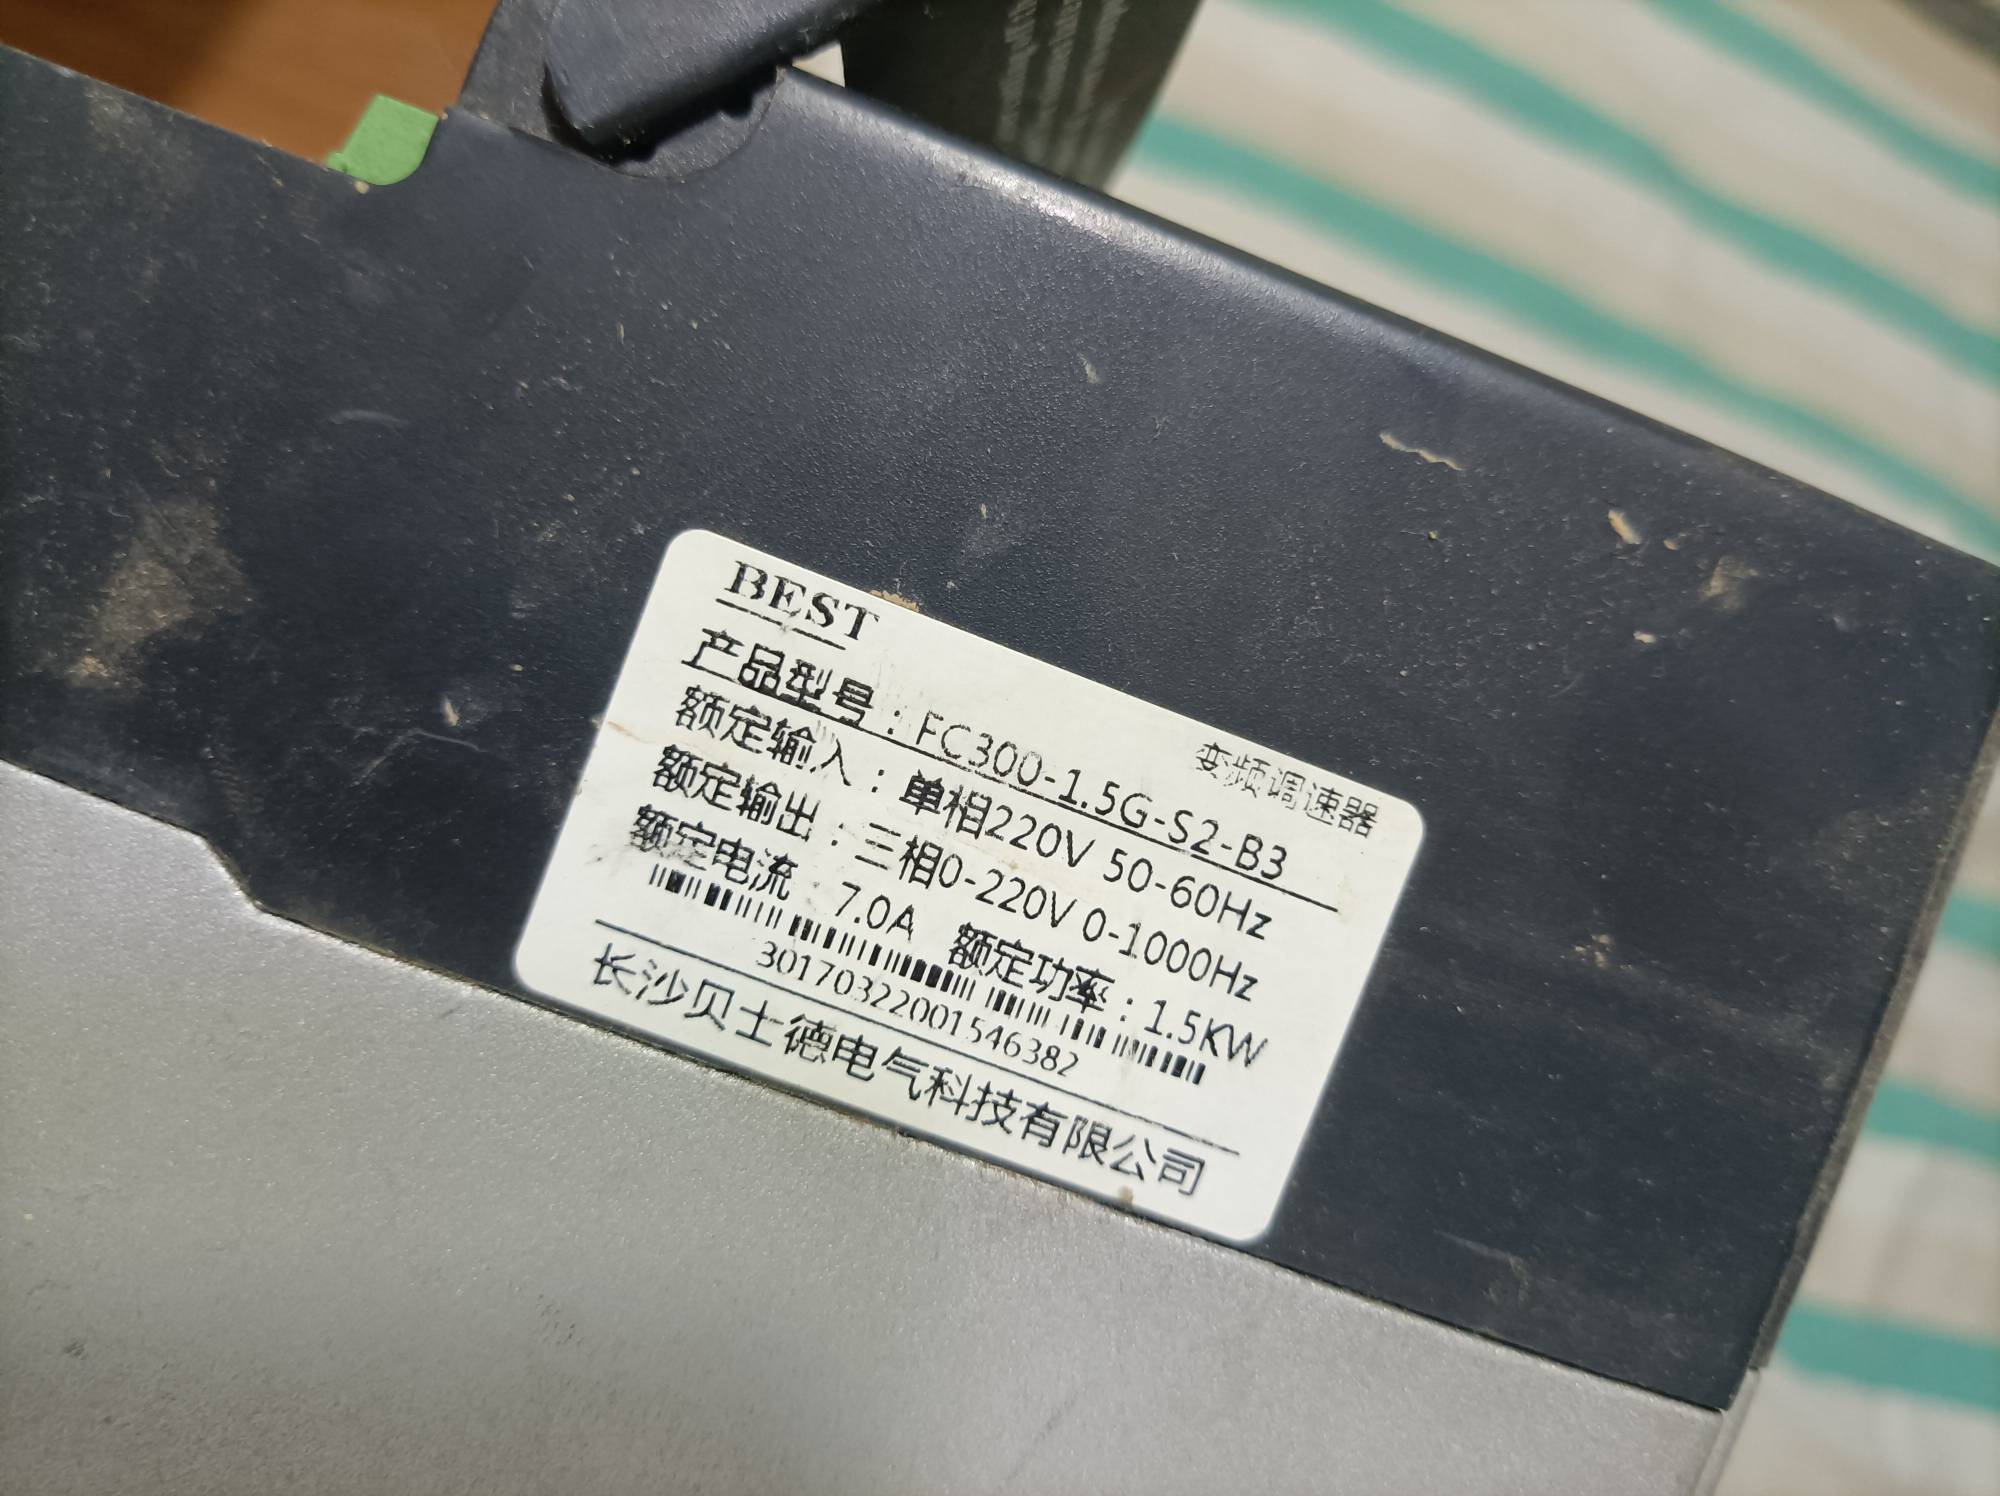 BEST
变频调速器
产品型号：FC300-1.5G-S2-B3
额定输入：单相220V 50-60Hz
额定输出：三相0-220V 0-1000Hz
额定电流：7.0A 额定功率：1.5KW
30170322001546382
长沙贝士德电气科技有限公司